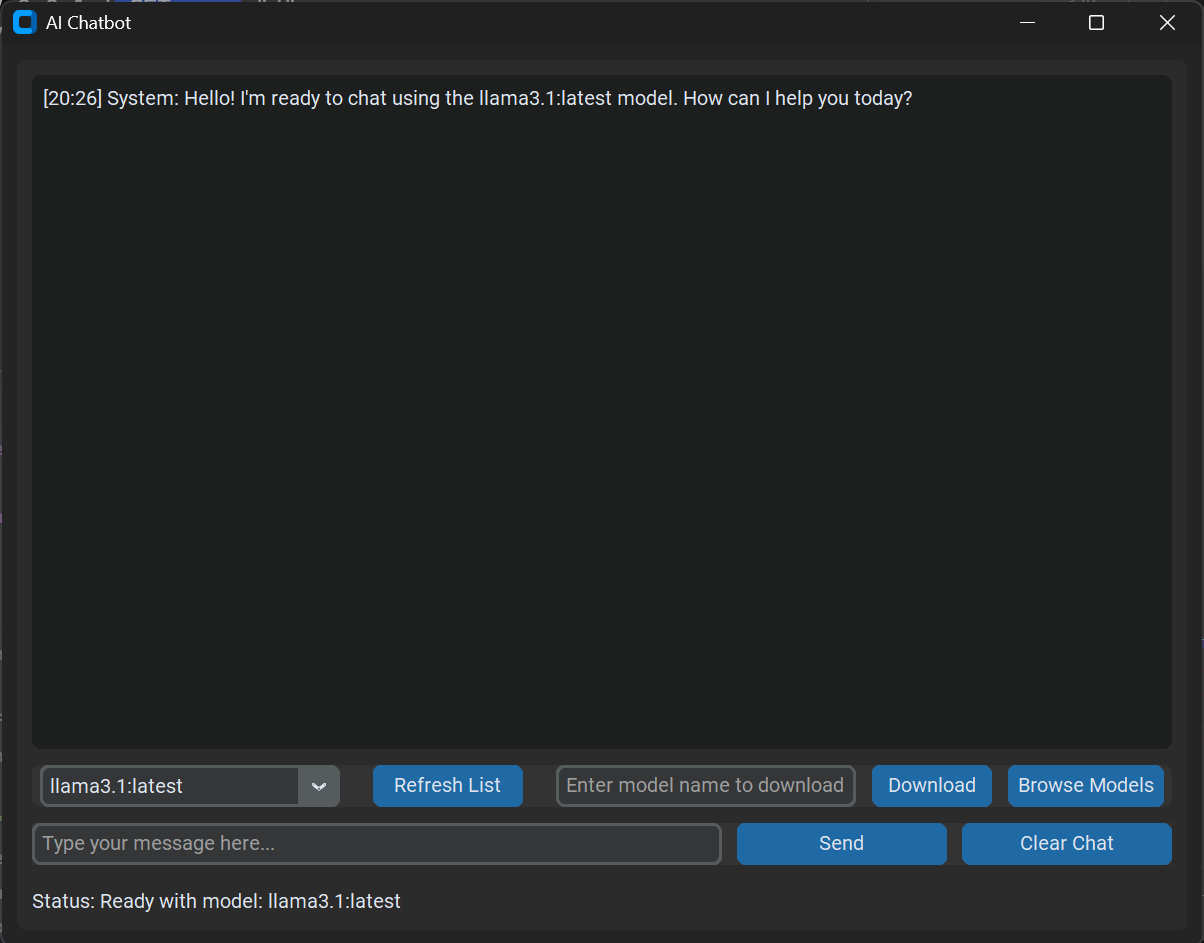 AI Chatbot
[20:26] System: Hello! I'm ready to chat using the llama3.1:latest model. How can I help you today?
llama3.1:latest Refresh List Enter model name to download Download Browse Models
Type your message here... Send Clear Chat
Status: Ready with model: llama3.1:latest